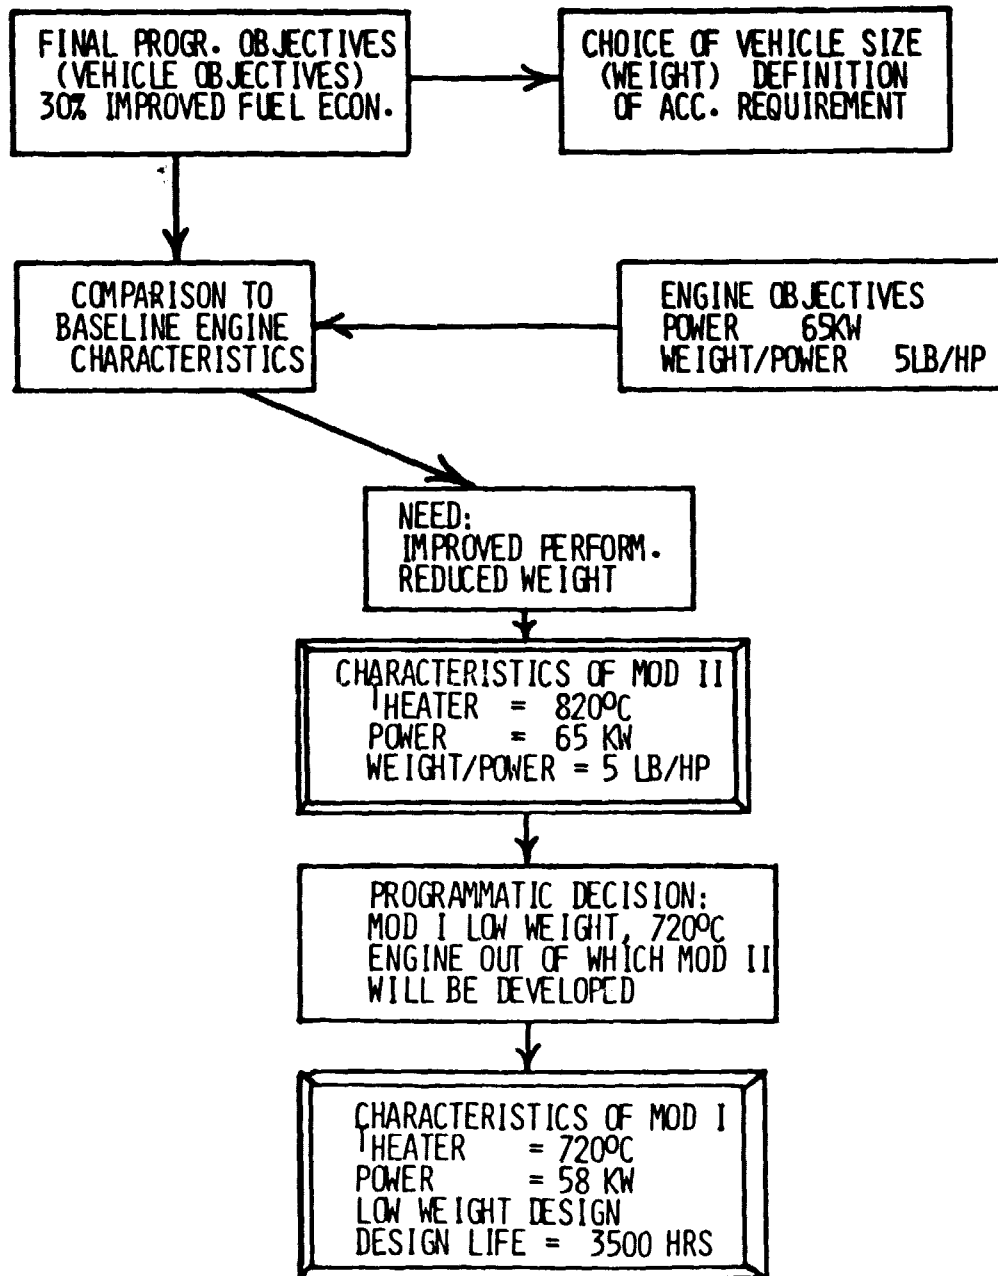 FINAL PROGR. OBJECTIVES
(VEHICLE OBJECTIVES)
30% IMPROVED FUEL ECON.
CHOICE OF VEHICLE SIZE
(WEIGHT) DEFINITION
OF ACC. REQUIREMENT
COMPARISON TO
BASELINE ENGINE
CHARACTERISTICS
ENGINE OBJECTIVES
POWER 65KW
WEIGHT/POWER 5LB/HP
NEED:
IMPROVED PERFORM.
REDUCED WEIGHT
CHARACTERISTICS OF MOD II
THEATER = 820ºC
POWER = 65 KW
WEIGHT/POWER = 5 LB/HP
PROGRAMMATIC DECISION:
MOD I LOW WEIGHT, 720ºC
ENGINE OUT OF WHICH MOD II
WILL BE DEVELOPED
CHARACTERISTICS OF MOD I
THEATER = 720ºC
POWER = 58 KW
LOW WEIGHT DESIGN
DESIGN LIFE = 3500 HRS